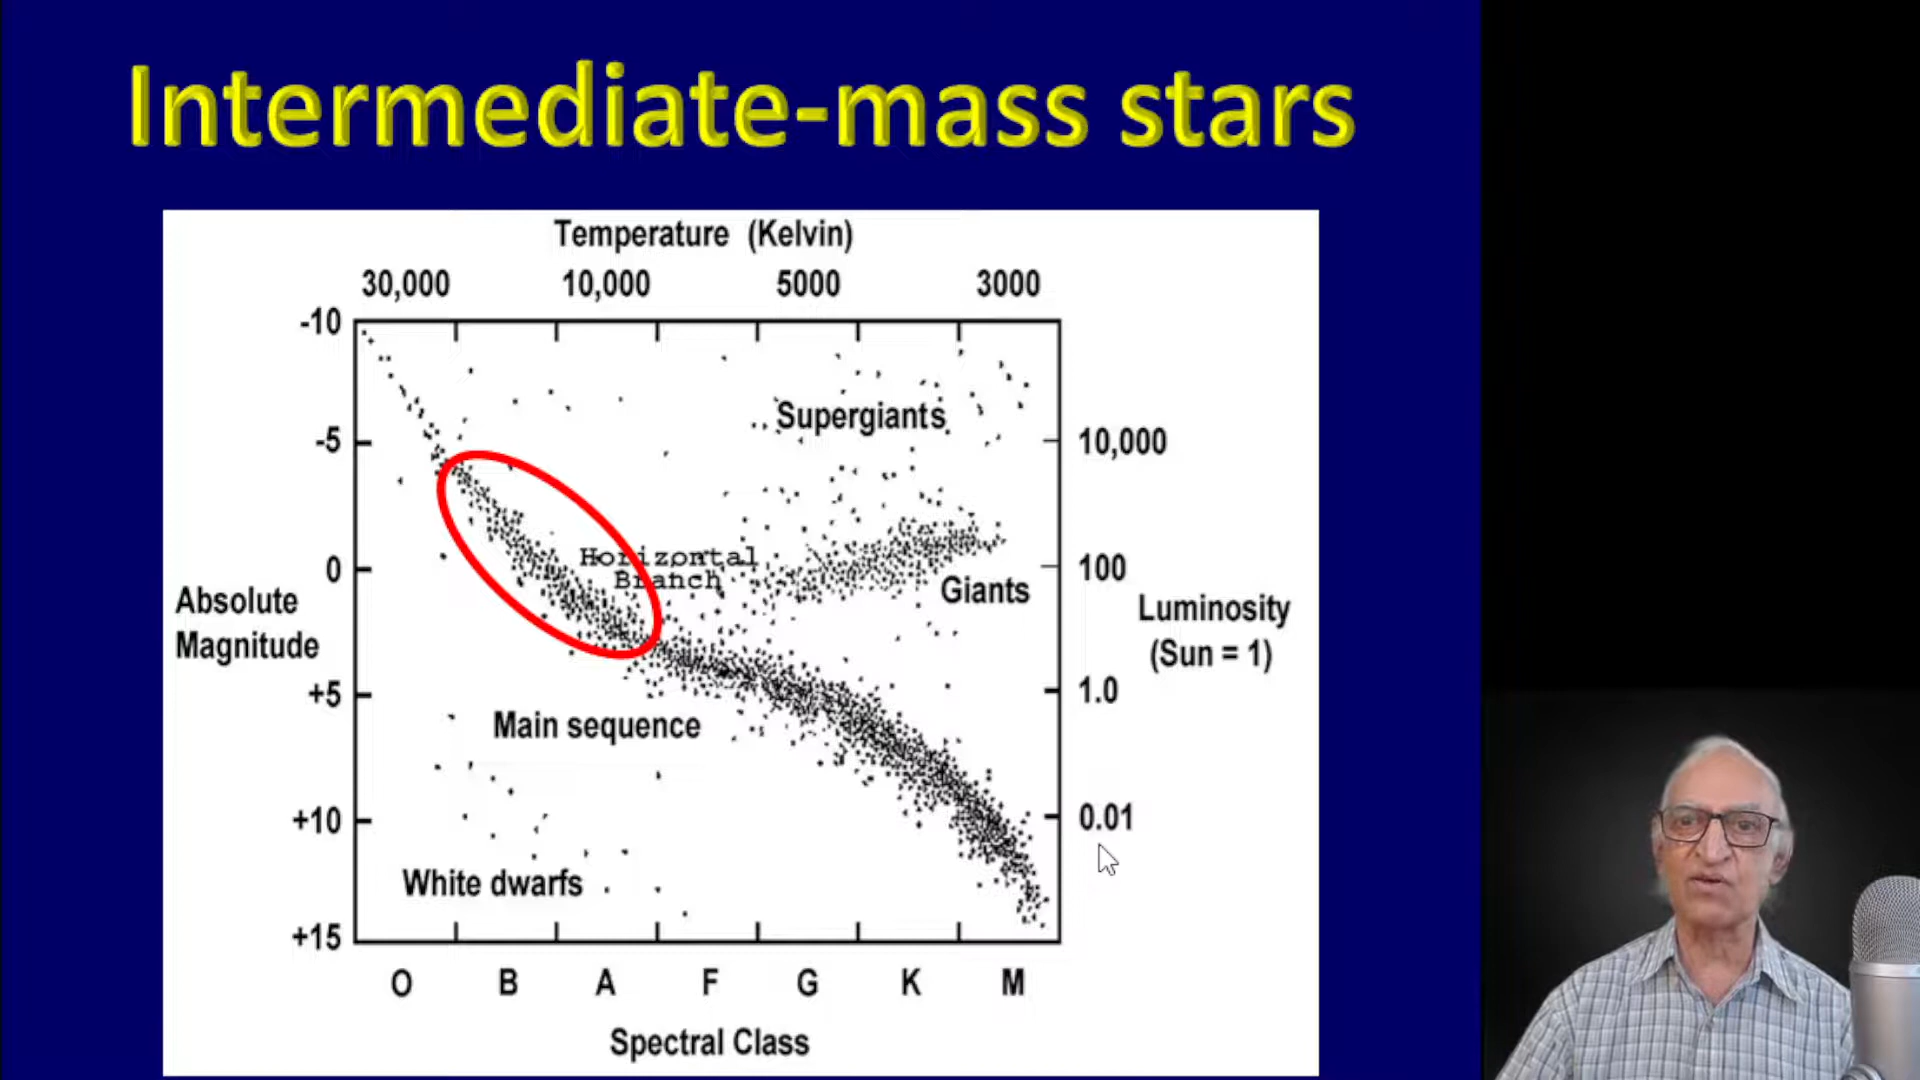 Intermediate-mass stars
Temperature (Kelvin)
30,000 10,000 5000 3000
-10
Supergiants
-5 10,000
Horizontal
Branch
0 100
Giants
Absolute
Magnitude
Luminosity
(Sun = 1)
+5 1.0
Main sequence
+10 0.01
White dwarfs
+15
O B A F G K M
Spectral Class